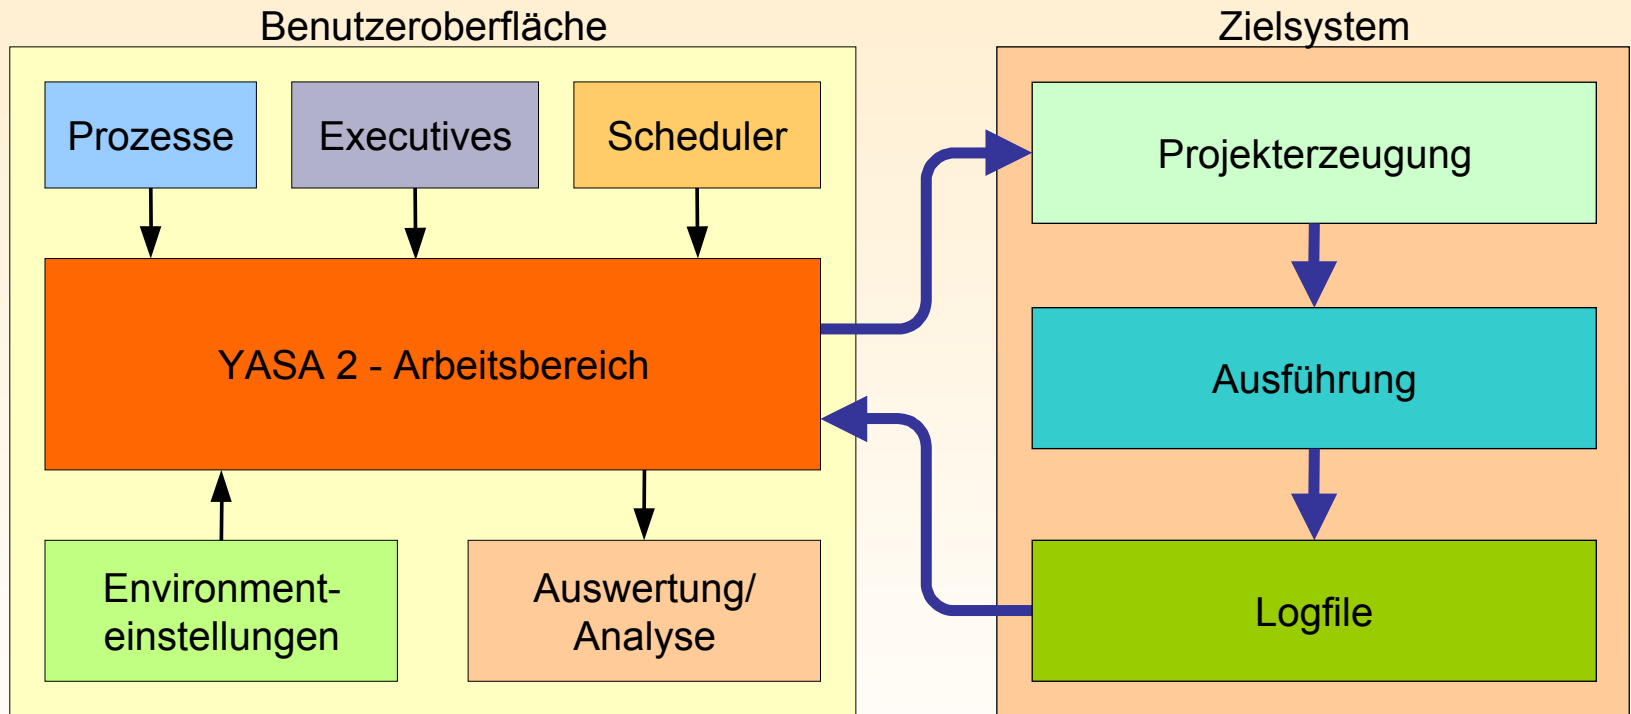 Benutzeroberfläche
Zielsystem
Prozesse
Executives
Scheduler
Projekterzeugung
YASA 2 - Arbeitsbereich
Ausführung
Environment-
einstellungen
Auswertung/
Analyse
Logfile